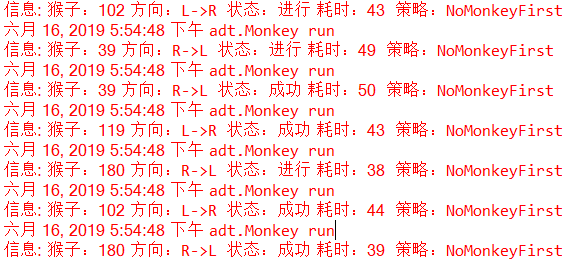 信息: 猴子：102 方向：L->R 状态：进行 耗时：43 策略：NoMonkeyFirst
六月 16, 2019 5:54:48 下午 adt.Monkey run
信息: 猴子：39 方向：R->L 状态：进行 耗时：49 策略：NoMonkeyFirst
六月 16, 2019 5:54:48 下午 adt.Monkey run
信息: 猴子：39 方向：R->L 状态：成功 耗时：50 策略：NoMonkeyFirst
六月 16, 2019 5:54:48 下午 adt.Monkey run
信息: 猴子：119 方向：L->R 状态：成功 耗时：43 策略：NoMonkeyFirst
六月 16, 2019 5:54:48 下午 adt.Monkey run
信息: 猴子：180 方向：R->L 状态：进行 耗时：38 策略：NoMonkeyFirst
六月 16, 2019 5:54:48 下午 adt.Monkey run
信息: 猴子：102 方向：L->R 状态：成功 耗时：44 策略：NoMonkeyFirst
六月 16, 2019 5:54:48 下午 adt.Monkey run
信息: 猴子：180 方向：R->L 状态：成功 耗时：39 策略：NoMonkeyFirst